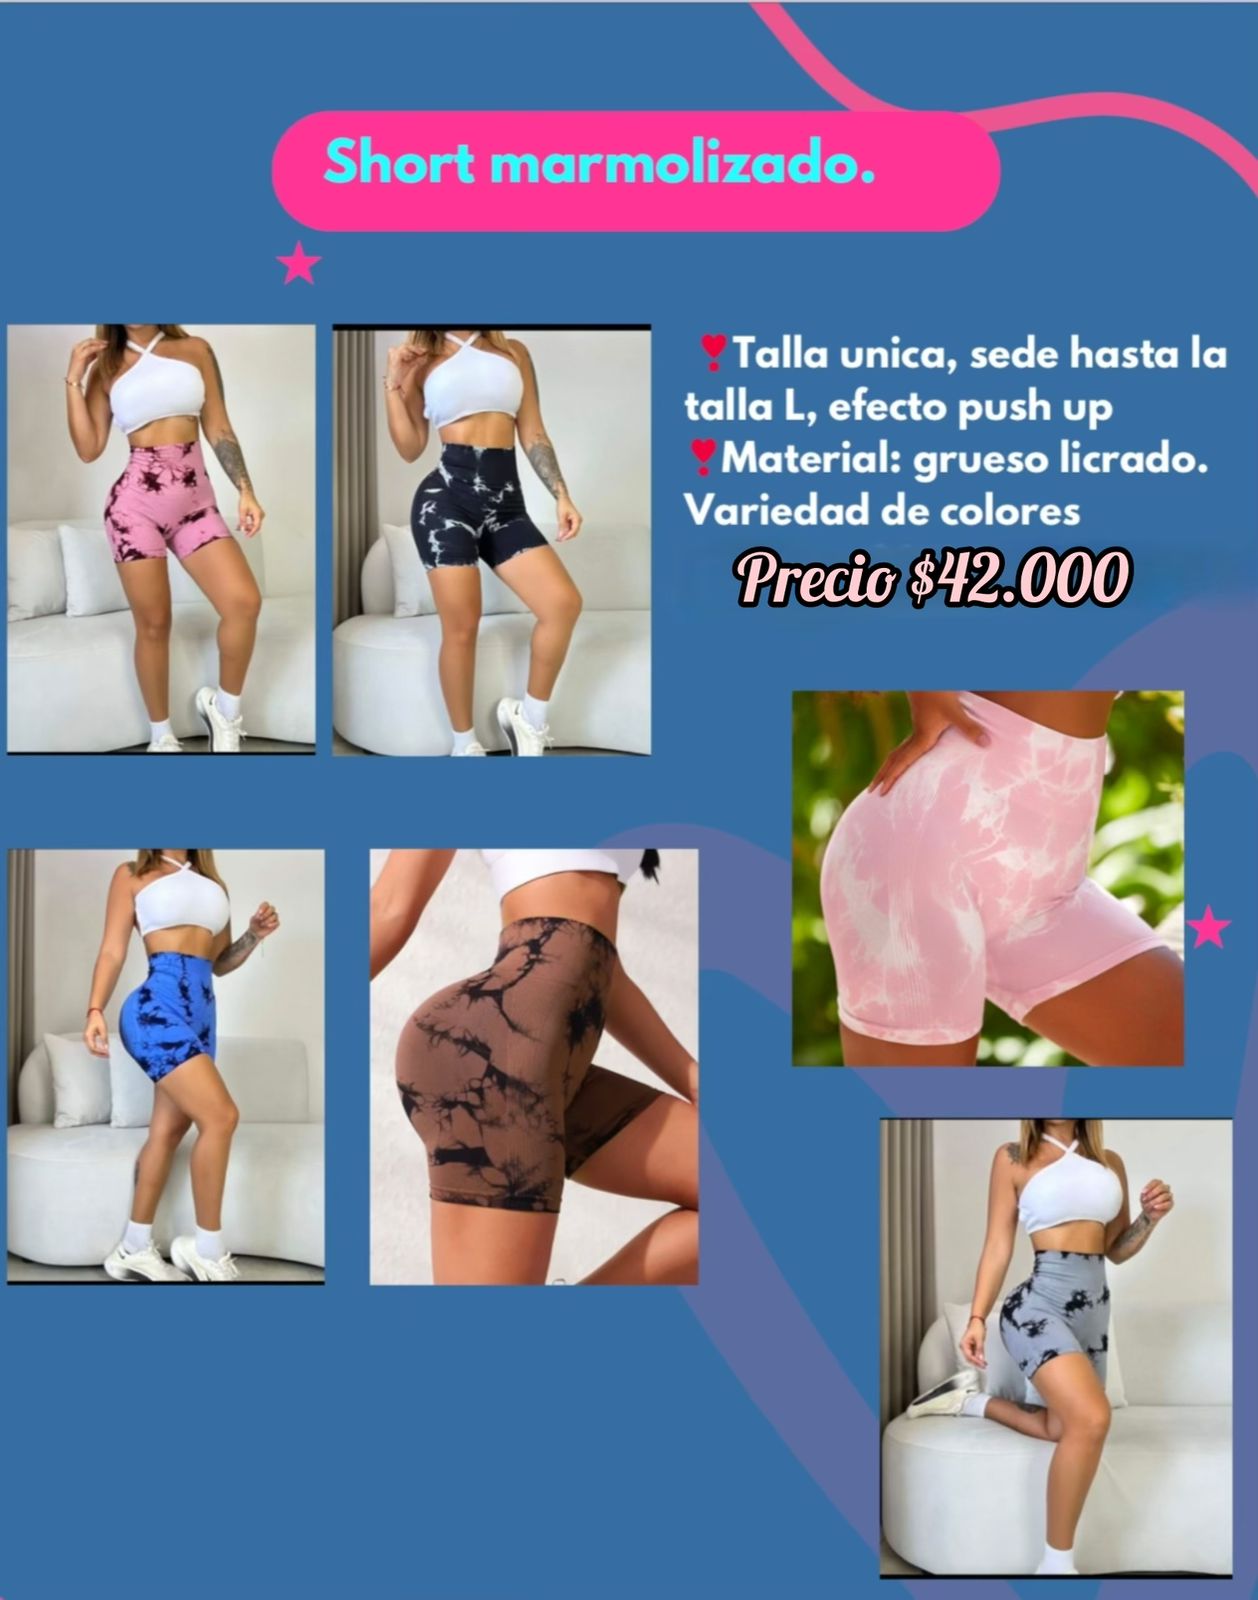 Short marmolizado.
❣Talla unica, sede hasta la
talla L, efecto push up
❣Material: grueso licrado.
Variedad de colores
Precio $42.000